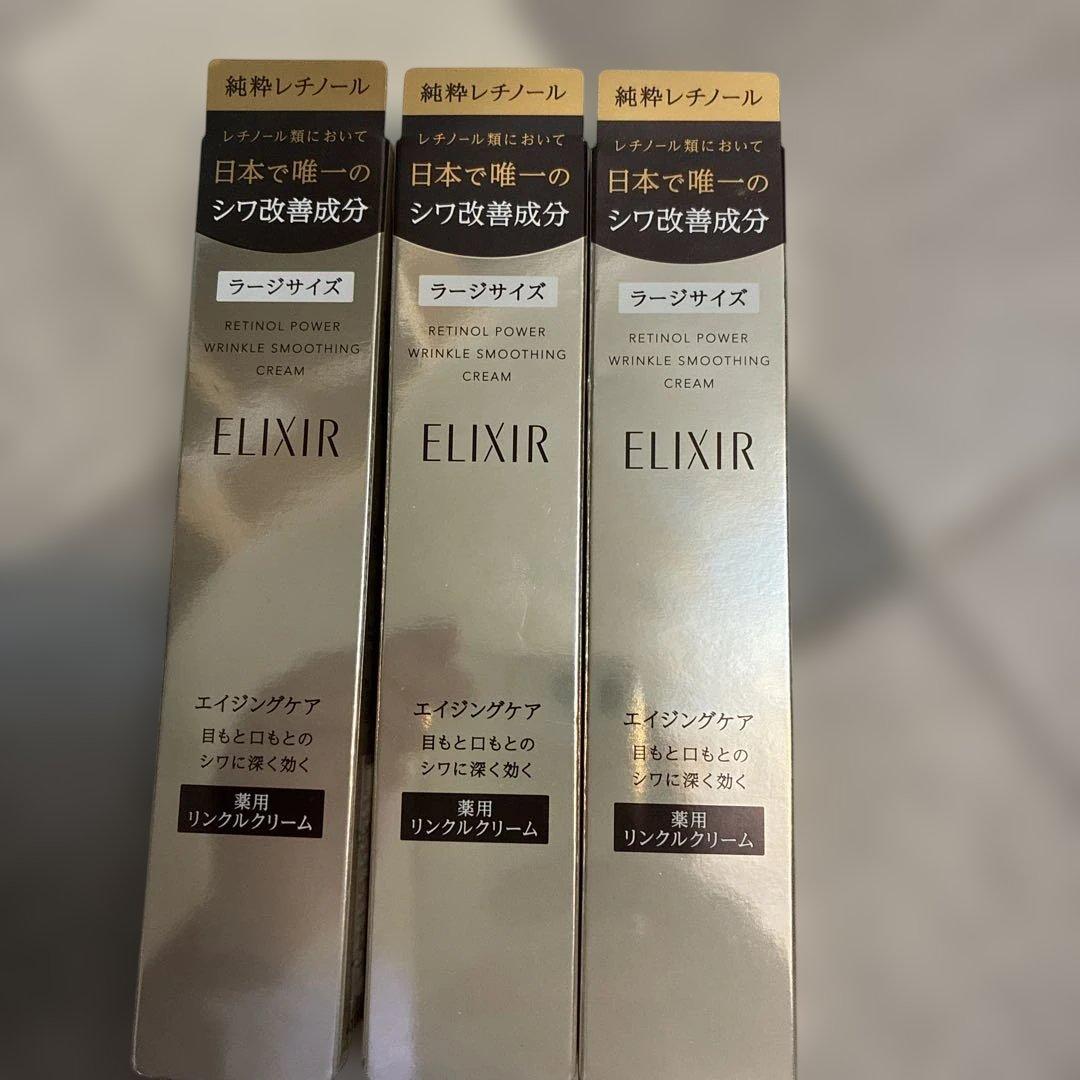 純粋レチノール
レチノール類において
日本で唯一の
シワ改善成分
ラージサイズ
RETINOL POWER
WRINKLE SMOOTHING
CREAM
ELIXIR
エイジングケア
目もと口もとの
シワに深く効く
薬用
リンクルクリーム
純粋レチノール
レチノール類において
日本で唯一の
シワ改善成分
ラージサイズ
RETINOL POWER
WRINKLE SMOOTHING
CREAM
ELIXIR
エイジングケア
目もと口もとの
シワに深く効く
薬用
リンクルクリーム
純粋レチノール
レチノール類において
日本で唯一の
シワ改善成分
ラージサイズ
RETINOL POWER
WRINKLE SMOOTHING
CREAM
ELIXIR
エイジングケア
目もと口もとの
シワに深く効く
薬用
リンクルクリーム